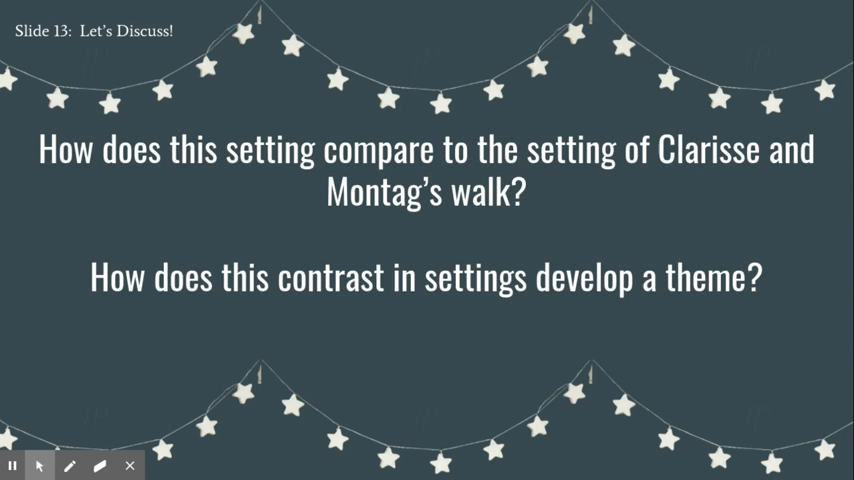 Slide 13: Let's Discuss!
How does this setting compare to the setting of Clarisse and
Montag's walk?
How does this contrast in settings develop a theme?